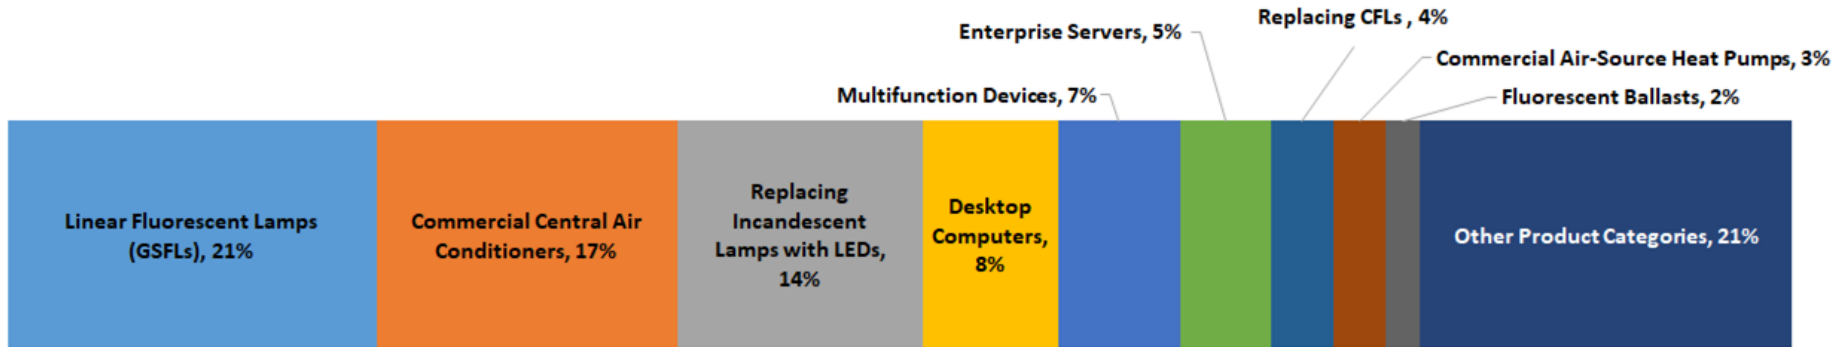 Replacing CFLs , 4%
Enterprise Servers, 5%
Commercial Air-Source Heat Pumps, 3%
Multifunction Devices, 7%
Fluorescent Ballasts, 2%
Linear Fluorescent Lamps
(GSFLs), 21%
Commercial Central Air
Conditioners, 17%
Replacing
Incandescent
Lamps with LEDs,
14%
Desktop
Computers,
8%
Other Product Categories, 21%